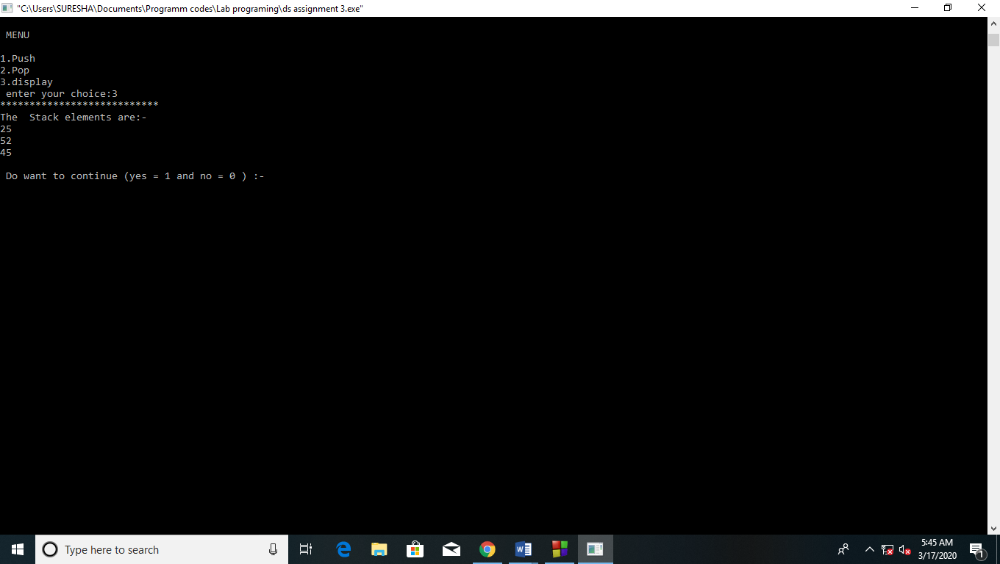 "C:\Users\SURESHA\Documents\Programm codes\Lab programing\ds assignment 3.exe"
MENU
1.Push
2.Pop
3.display
enter your choice:3
***************************
The  Stack elements are:-
25
52
45
Do want to continue (yes = 1 and no = 0 ) :-
Type here to search
5:45 AM
3/17/2020
1